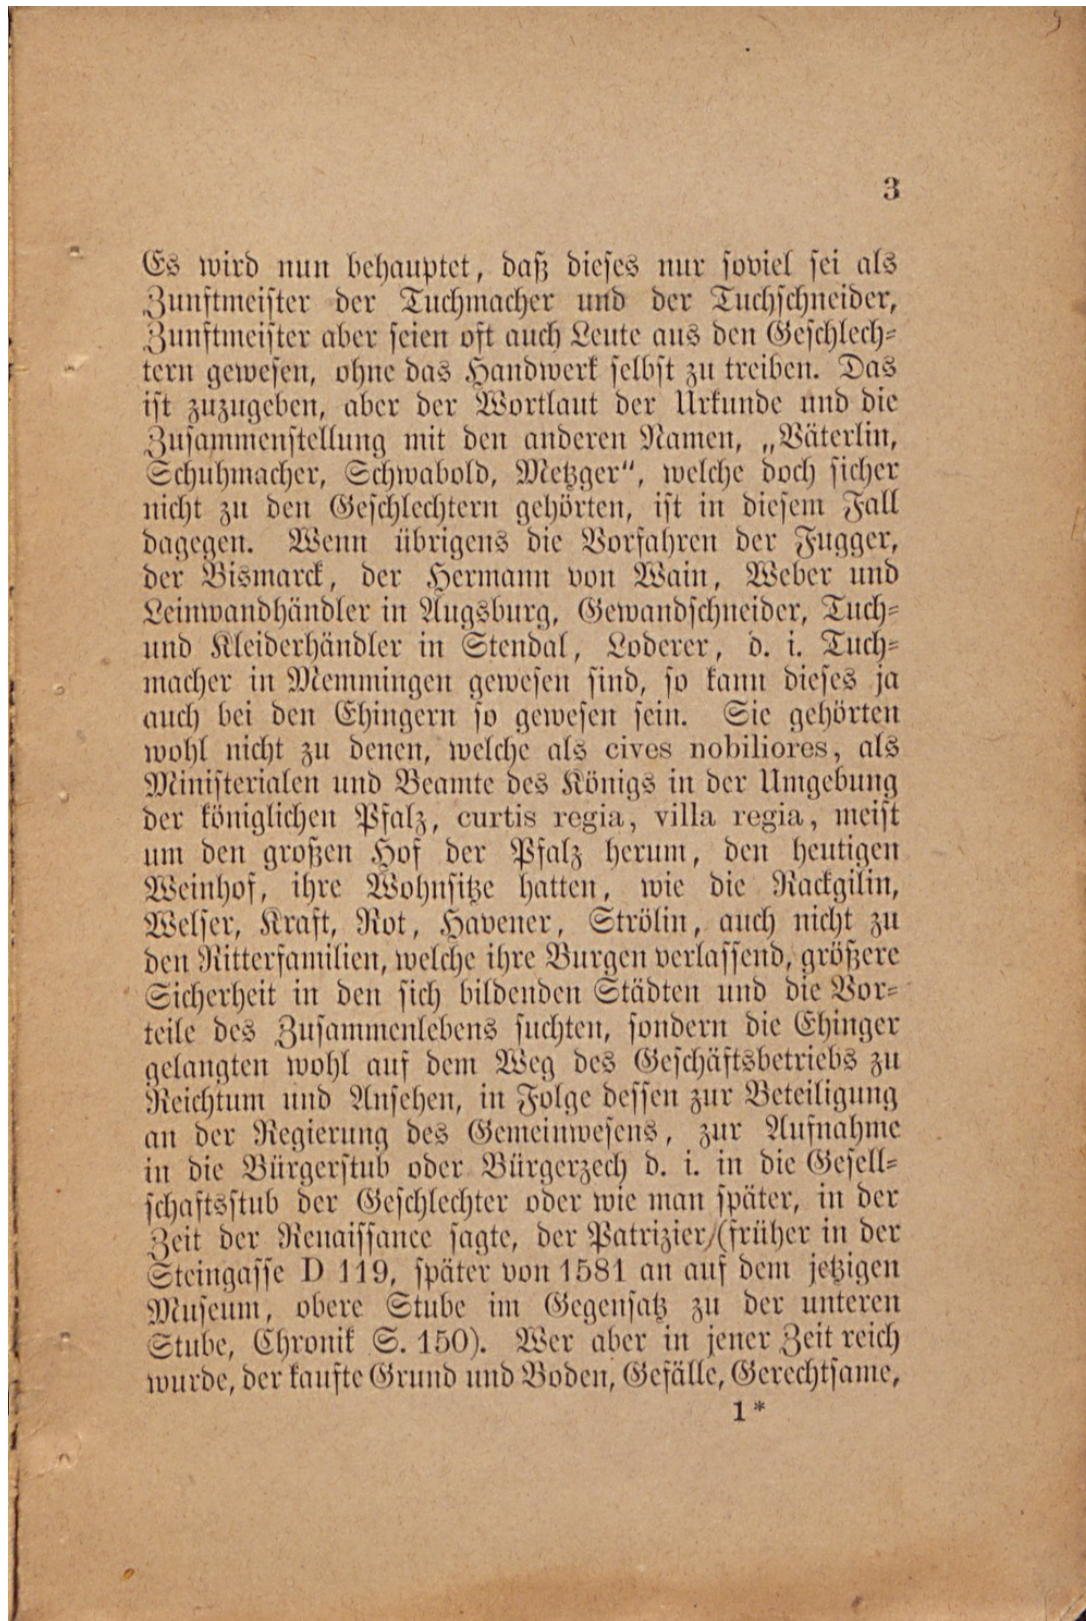 3
Es wird nun behauptet, daß dieses nur soviel sei als
Zunftmeister der Tuchmacher und der Tuchschneider,
Zunftmeister aber seien oft auch Leute aus den Geschlech-
tern gewesen, ohne das Handwerk selbst zu treiben. Das
ist zuzugeben, aber der Wortlaut der Urkunde und die
Zusammenstellung mit den anderen Namen, „Väterlin,
Schuhmacher, Schwabold, Metzger“, welche doch sicher
nicht zu den Geschlechtern gehörten, ist in diesem Fall
dagegen. Wenn übrigens die Vorfahren der Fugger,
der Bismarck, der Hermann von Wain, Weber und
Leinwandhändler in Augsburg, Gewandschneider, Tuch-
und Kleiderhändler in Stendal, Loderer, d. i. Tuch-
macher in Memmingen gewesen sind, so kann dieses ja
auch bei den Ehingern so gewesen sein. Sie gehörten
wohl nicht zu denen, welche als cives nobiliores, als
Ministerialen und Beamte des Königs in der Umgebung
der königlichen Pfalz, curtis regia, villa regia, meist
um den großen Hof der Pfalz herum, den heutigen
Weinhof, ihre Wohnsitze hatten, wie die Rackgilin,
Welser, Kraft, Rot, Havener, Strölin, auch nicht zu
den Ritterfamilien, welche ihre Burgen verlassend, größere
Sicherheit in den sich bildenden Städten und die Vor-
teile des Zusammenlebens suchten, sondern die Ehinger
gelangten wohl auf dem Weg des Geschäftsbetriebs zu
Reichtum und Ansehen, in Folge dessen zur Beteiligung
an der Regierung des Gemeinwesens, zur Aufnahme
in die Bürgerstub oder Bürgerzech d. i. in die Gesell-
schaftsstub der Geschlechter oder wie man später, in der
Zeit der Renaissance sagte, der Patrizier (früher in der
Steingasse D 119, später von 1581 an auf dem jetzigen
Museum, obere Stube im Gegensatz zu der unteren
Stube, Chronik S. 150). Wer aber in jener Zeit reich
wurde, der kaufte Grund und Boden, Gefälle, Gerechtsame,
1*